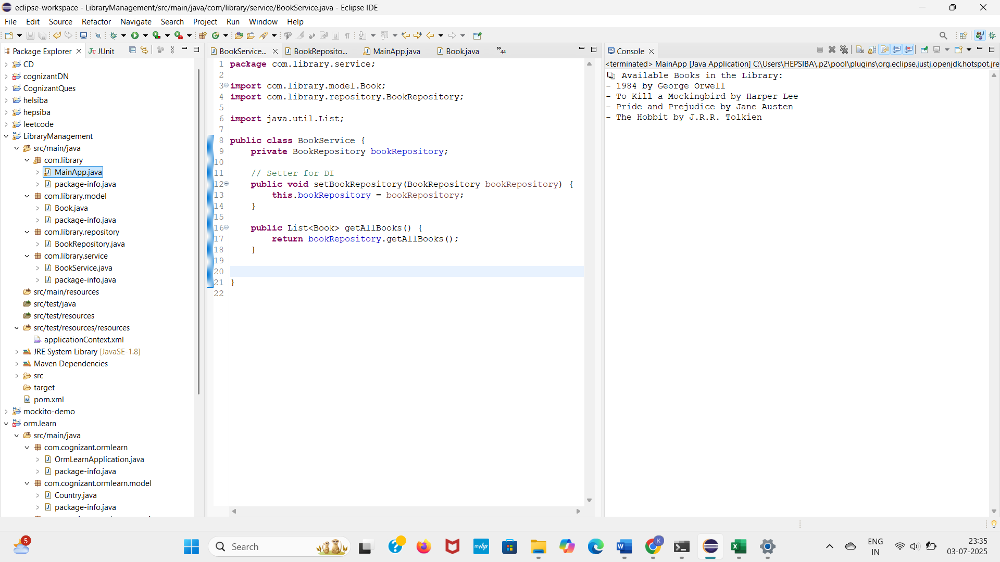 eclipse-workspace - LibraryManagement/src/main/java/com/library/service/BookService.java - Eclipse IDE
File Edit Source Refactor Navigate Search Project Run Window Help
Package Explorer
JUnit
CD
cognizantDN
CognizantQues
helsiba
hepsiba
leetcode
LibraryManagement
src/main/java
com.library
MainApp.java
package-info.java
com.library.model
Book.java
package-info.java
com.library.repository
BookRepository.java
com.library.service
BookService.java
package-info.java
src/main/resources
src/test/java
src/test/resources
src/test/resources/resources
applicationContext.xml
JRE System Library [JavaSE-1.8]
Maven Dependencies
src
target
pom.xml
mockito-demo
orm.learn
src/main/java
com.cognizant.ormlearn
OrmLearnApplication.java
package-info.java
com.cognizant.ormlearn.model
Country.java
package-info.java
BookService... BookReposito... MainApp.java Book.java »44
1 package com.library.service;
2
3 import com.library.model.Book;
4 import com.library.repository.BookRepository;
5
6 import java.util.List;
7
8 public class BookService {
9 private BookRepository bookRepository;
10
11 // Setter for DI
12 public void setBookRepository(BookRepository bookRepository) {
13 this.bookRepository = bookRepository;
14 }
15
16 public List<Book> getAllBooks() {
17 return bookRepository.getAllBooks();
18 }
19
20
21 }
22
Console
<terminated> MainApp [Java Application] C:\Users\HEPSIBA\.p2\pool\plugins\org.eclipse.justj.openjdk.hotspot.jre
Available Books in the Library:
- 1984 by George Orwell
- To Kill a Mockingbird by Harper Lee
- Pride and Prejudice by Jane Austen
- The Hobbit by J.R.R. Tolkien
5
Search
myhp
K
ENG
IN
23:35
03-07-2025